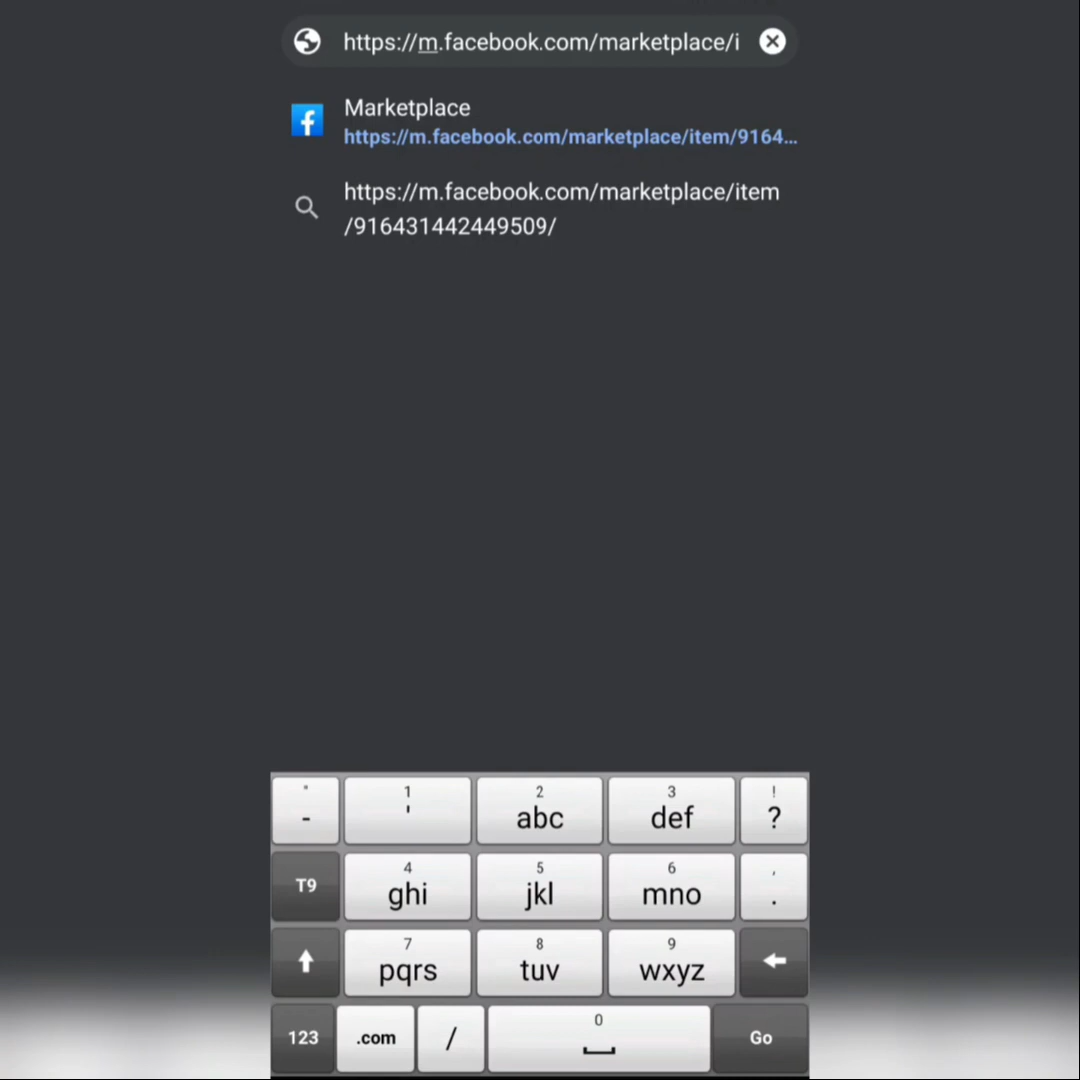 https://m.facebook.com/marketplace/i
Marketplace
https://m.facebook.com/marketplace/item/9164...
https://m.facebook.com/marketplace/item
/916431442449509/
" 1 2 3 !
- ' abc def ?
4 5 6 ,
T9 ghi jkl mno .
7 8 9
pqrs tuv wxyz
0
123 .com / Go